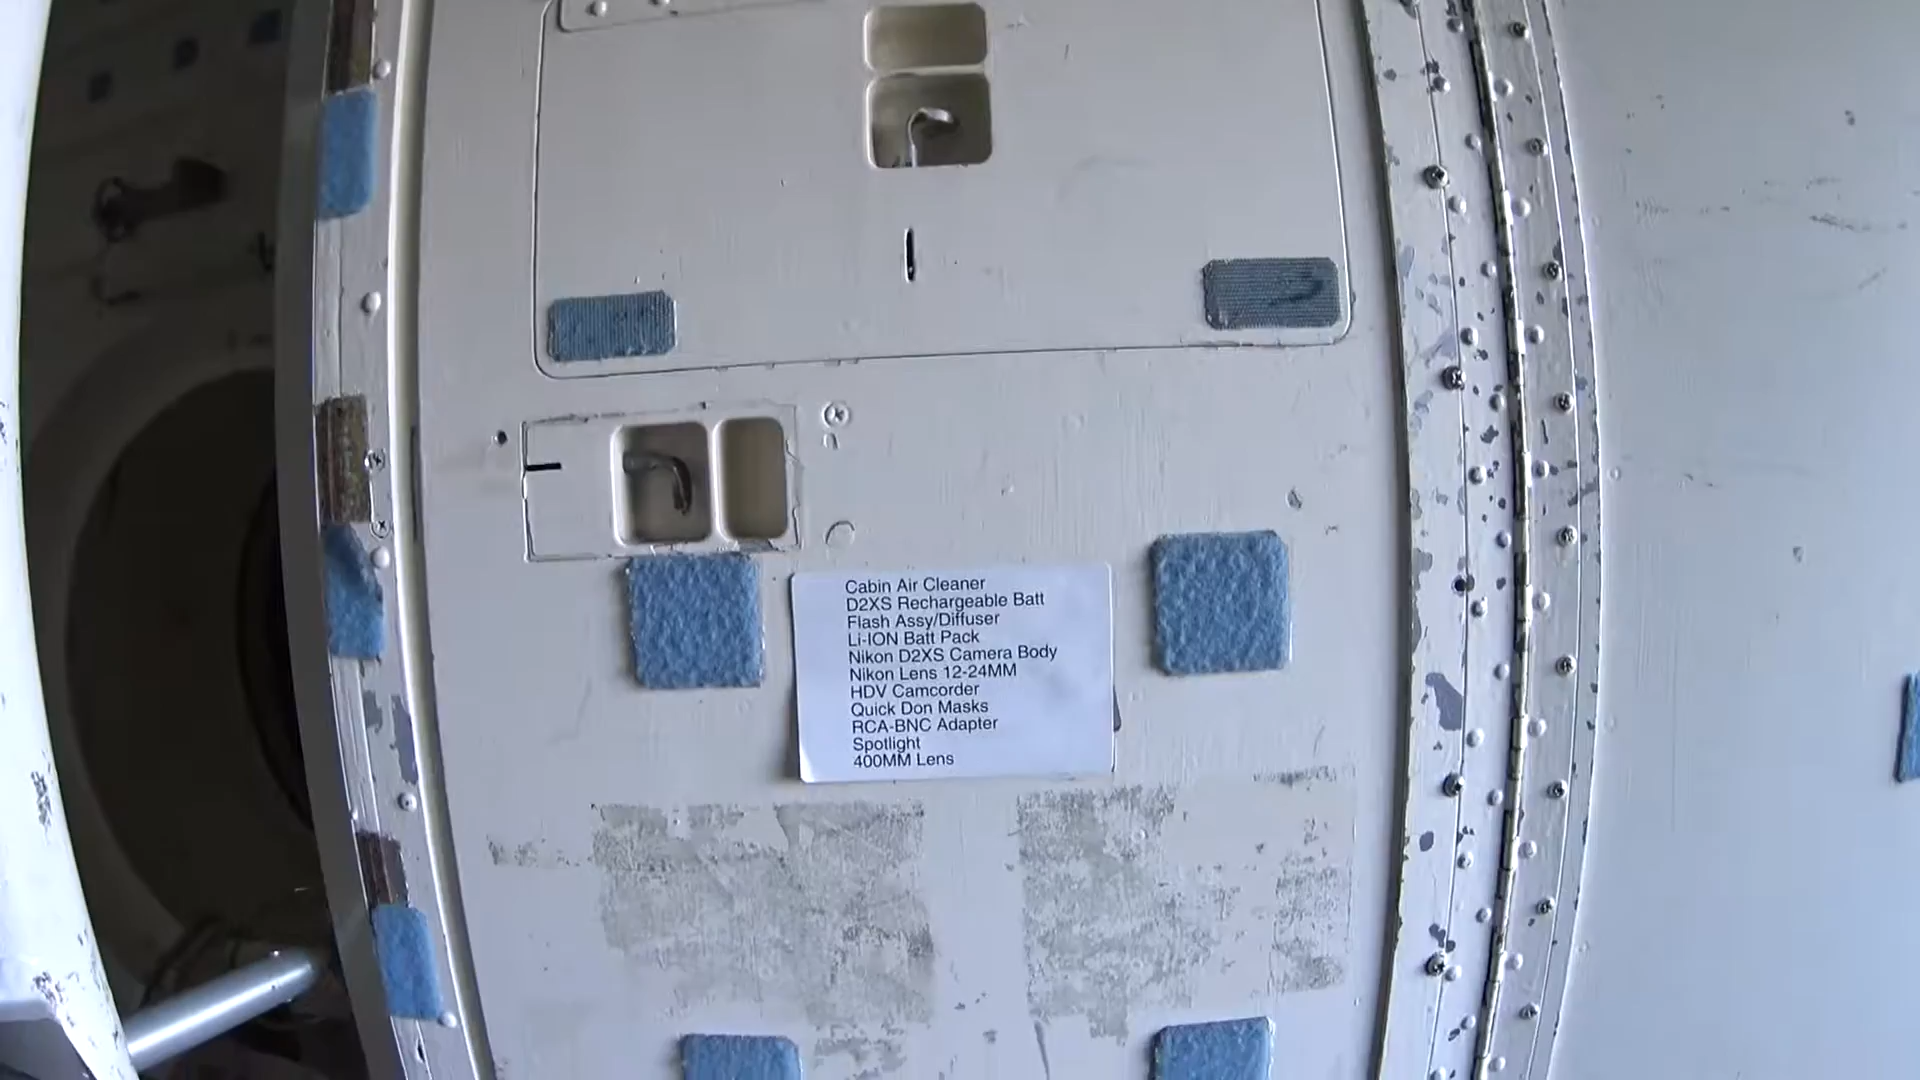 Cabin Air Cleaner
D2XS Rechargeable Batt
Flash Assy/Diffuser
Li-ION Batt Pack
Nikon D2XS Camera Body
Nikon Lens 12-24MM
HDV Camcorder
Quick Don Masks
RCA-BNC Adapter
Spotlight
400MM Lens